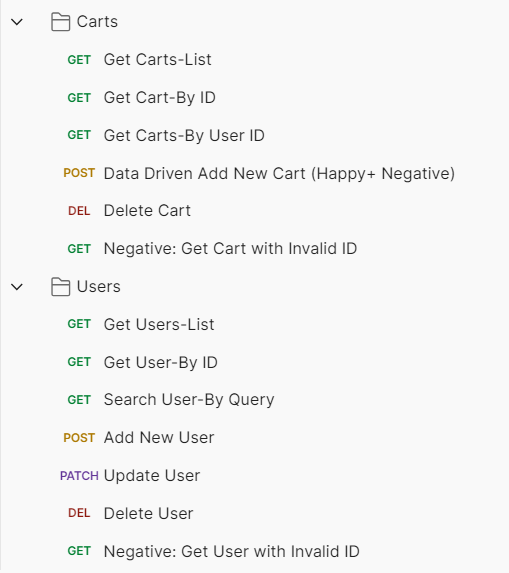 Carts
GET Get Carts-List
GET Get Cart-By ID
GET Get Carts-By User ID
POST Data Driven Add New Cart (Happy+ Negative)
DEL Delete Cart
GET Negative: Get Cart with Invalid ID
Users
GET Get Users-List
GET Get User-By ID
GET Search User-By Query
POST Add New User
PATCH Update User
DEL Delete User
GET Negative: Get User with Invalid ID